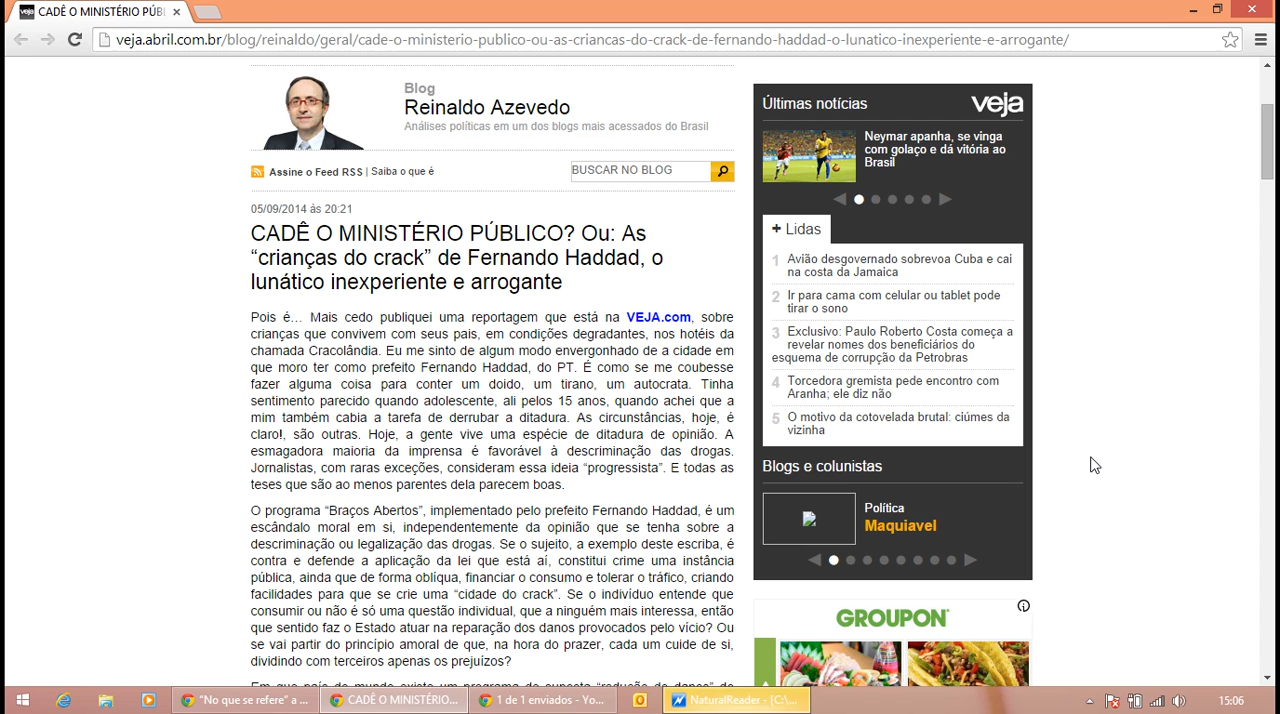 veja
CADÊ O MINISTÉRIO PÚBL
veja.abril.com.br/blog/reinaldo/geral/cade-o-ministerio-publico-ou-as-criancas-do-crack-de-fernando-haddad-o-lunatico-inexperiente-e-arrogante/
Blog
Reinaldo Azevedo
Análises políticas em um dos blogs mais acessados do Brasil
Assine o Feed RSS | Saiba o que é
BUSCAR NO BLOG
05/09/2014 às 20:21
CADÊ O MINISTÉRIO PÚBLICO? Ou: As
“crianças do crack” de Fernando Haddad, o
lunático inexperiente e arrogante
Pois é… Mais cedo publiquei uma reportagem que está na VEJA.com, sobre
crianças que convivem com seus pais, em condições degradantes, nos hotéis da
chamada Cracolândia. Eu me sinto de algum modo envergonhado de a cidade em
que moro ter como prefeito Fernando Haddad, do PT. É como se me coubesse
fazer alguma coisa para conter um doido, um tirano, um autocrata. Tinha
sentimento parecido quando adolescente, ali pelos 15 anos, quando achei que a
mim também cabia a tarefa de derrubar a ditadura. As circunstâncias, hoje, é
claro!, são outras. Hoje, a gente vive uma espécie de ditadura de opinião. A
esmagadora maioria da imprensa é favorável à descriminação das drogas.
Jornalistas, com raras exceções, consideram essa ideia “progressista”. E todas as
teses que são ao menos parentes dela parecem boas.
O programa “Braços Abertos”, implementado pelo prefeito Fernando Haddad, é um
escândalo moral em si, independentemente da opinião que se tenha sobre a
descriminação ou legalização das drogas. Se o sujeito, a exemplo deste escriba, é
contra e defende a aplicação da lei que está aí, constitui crime uma instância
pública, ainda que de forma oblíqua, financiar o consumo e tolerar o tráfico, criando
facilidades para que se crie uma “cidade do crack”. Se o indivíduo entende que
consumir ou não é só uma questão individual, que a ninguém mais interessa, então
que sentido faz o Estado atuar na reparação dos danos provocados pelo vício? Ou
se vai partir do princípio amoral de que, na hora do prazer, cada um cuide de si,
dividindo com terceiros apenas os prejuízos?
Em que país do mundo existe um programa de suposta “redução de danos” de
Últimas notícias
veja
Neymar apanha, se vinga
com golaço e dá vitória ao
Brasil
+ Lidas
1 Avião desgovernado sobrevoa Cuba e cai
na costa da Jamaica
2 Ir para cama com celular ou tablet pode
tirar o sono
3 Exclusivo: Paulo Roberto Costa começa a
revelar nomes dos beneficiários do
esquema de corrupção da Petrobras
4 Torcedora gremista pede encontro com
Aranha; ele diz não
5 O motivo da cotovelada brutal: ciúmes da
vizinha
Blogs e colunistas
Política
Maquiavel
GROUPON
"No que se refere" a ...
CADÊ O MINISTÉRIO...
1 de 1 enviados - Yo...
NaturalReader - [C:\...
15:06